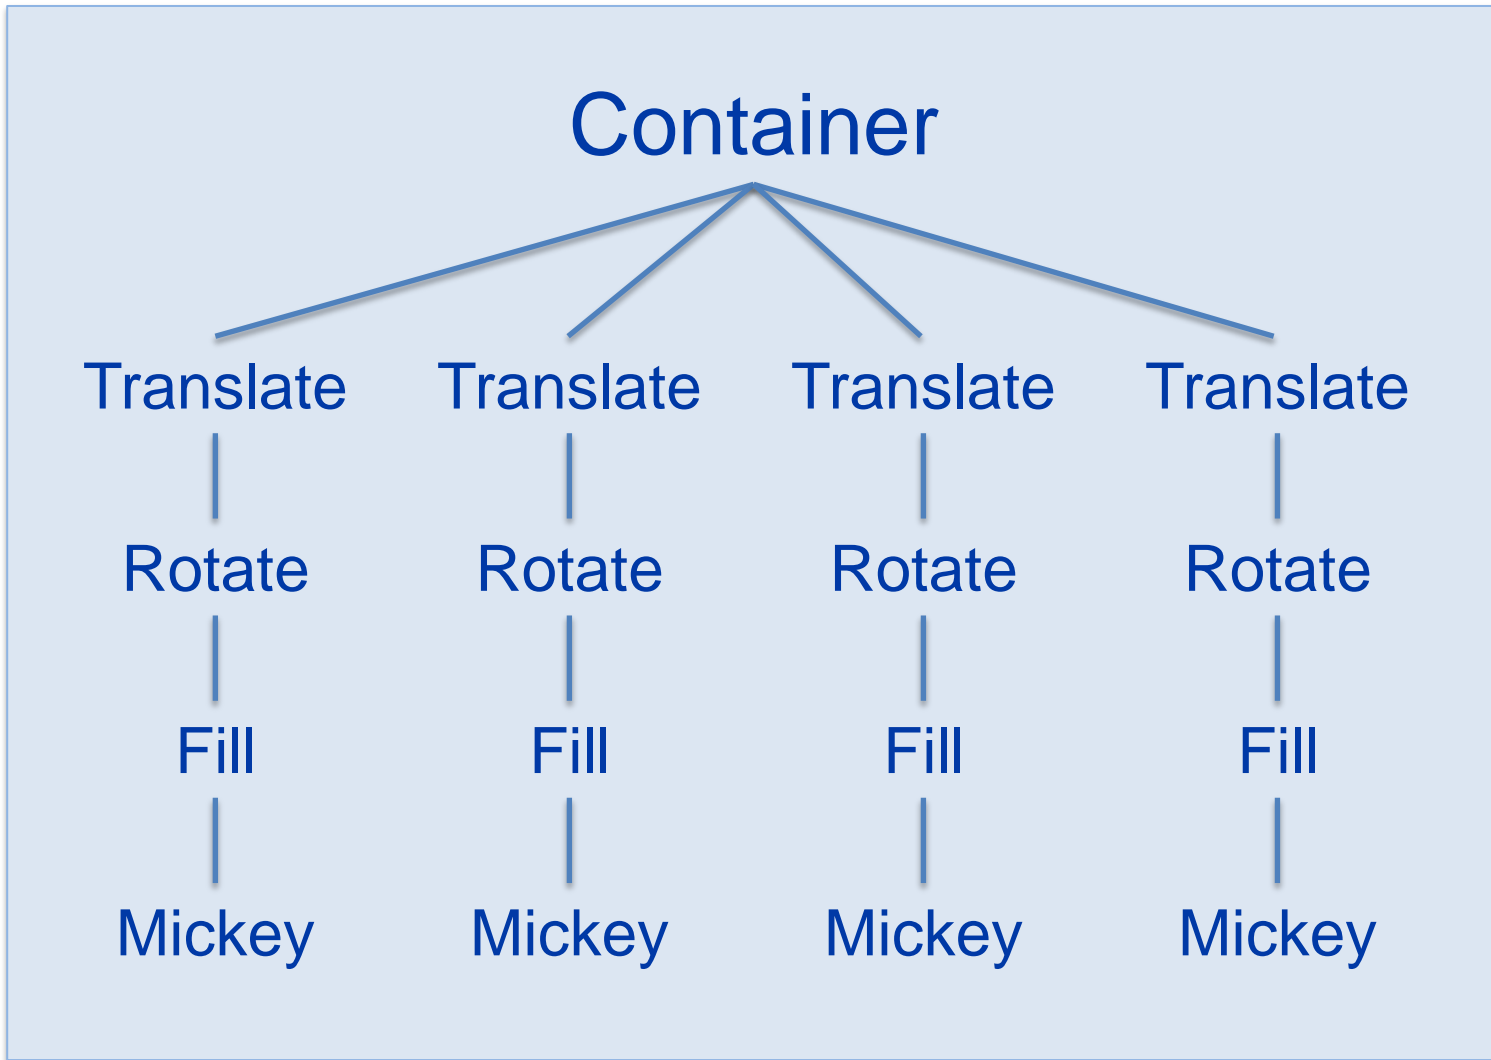 Container
Translate Translate Translate Translate
Rotate Rotate Rotate Rotate
Fill Fill Fill Fill
Mickey Mickey Mickey Mickey